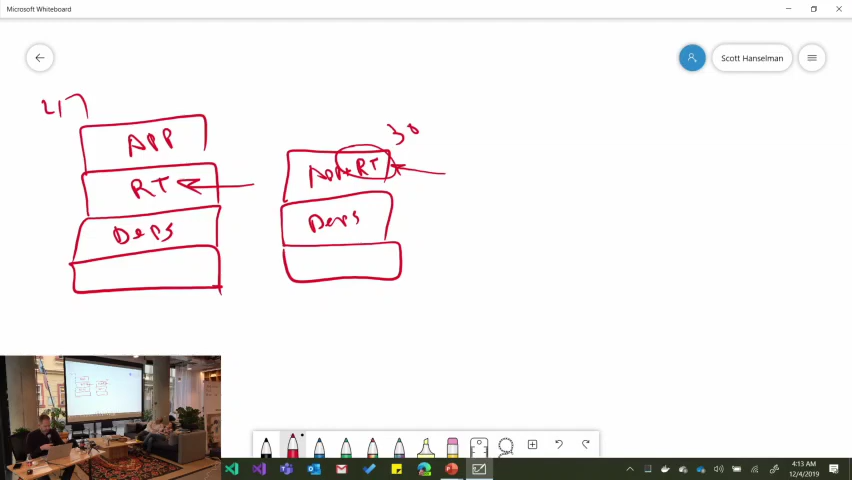 Microsoft Whiteboard
Scott Hanselman
217
APP
RT
DEPS
30
APP+RT
Deps
4:13 AM
12/4/2019